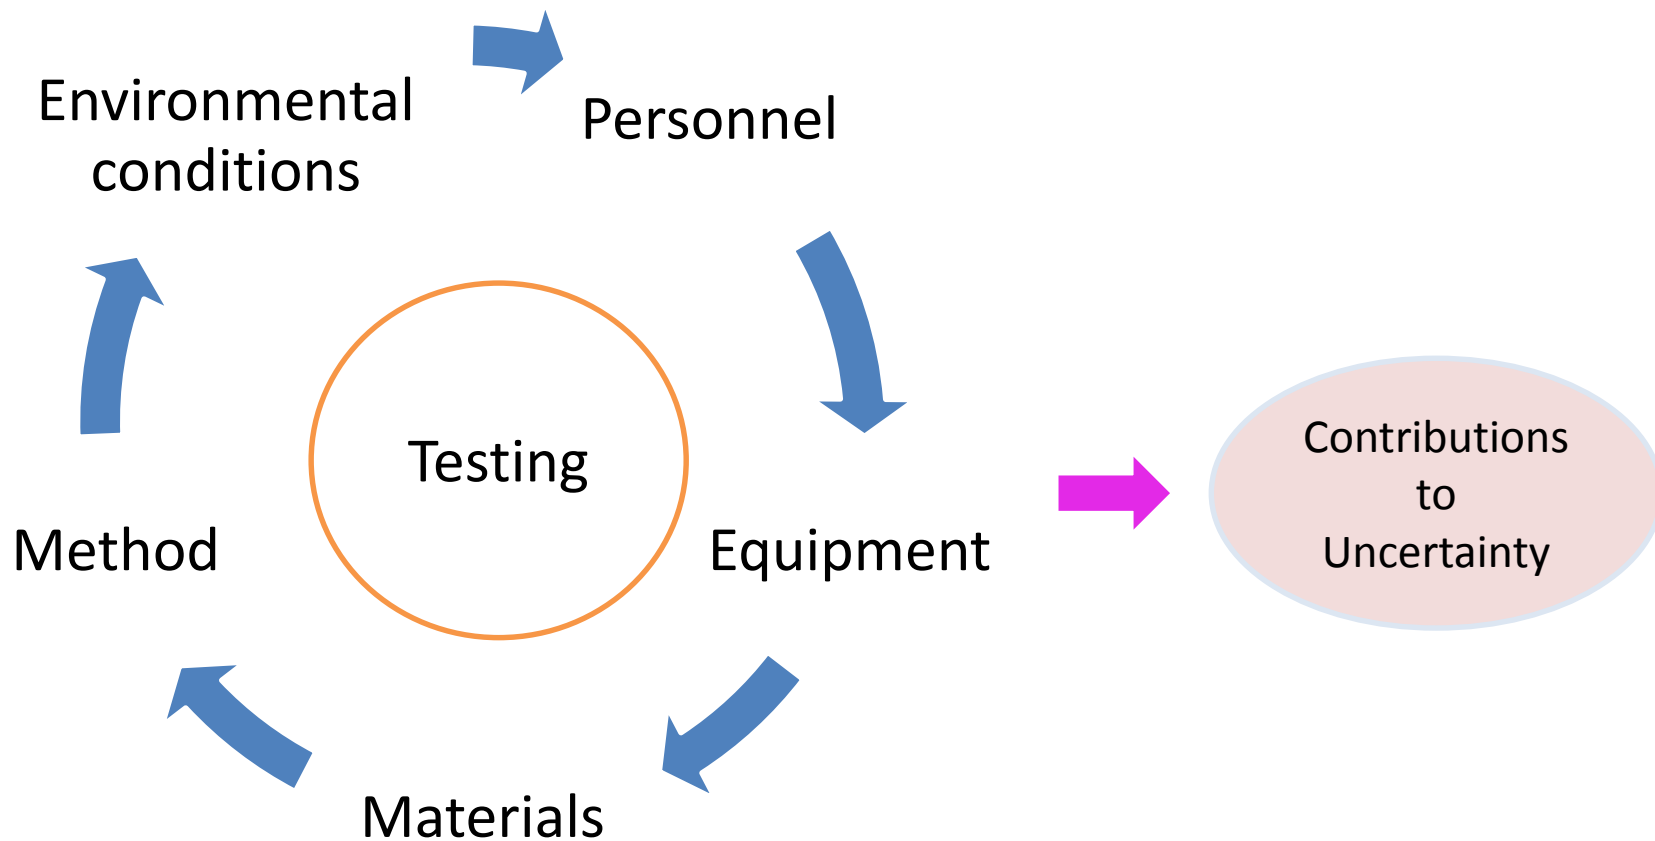 Environmental
conditions
Personnel
Testing
Method
Equipment
Materials
Contributions
to
Uncertainty